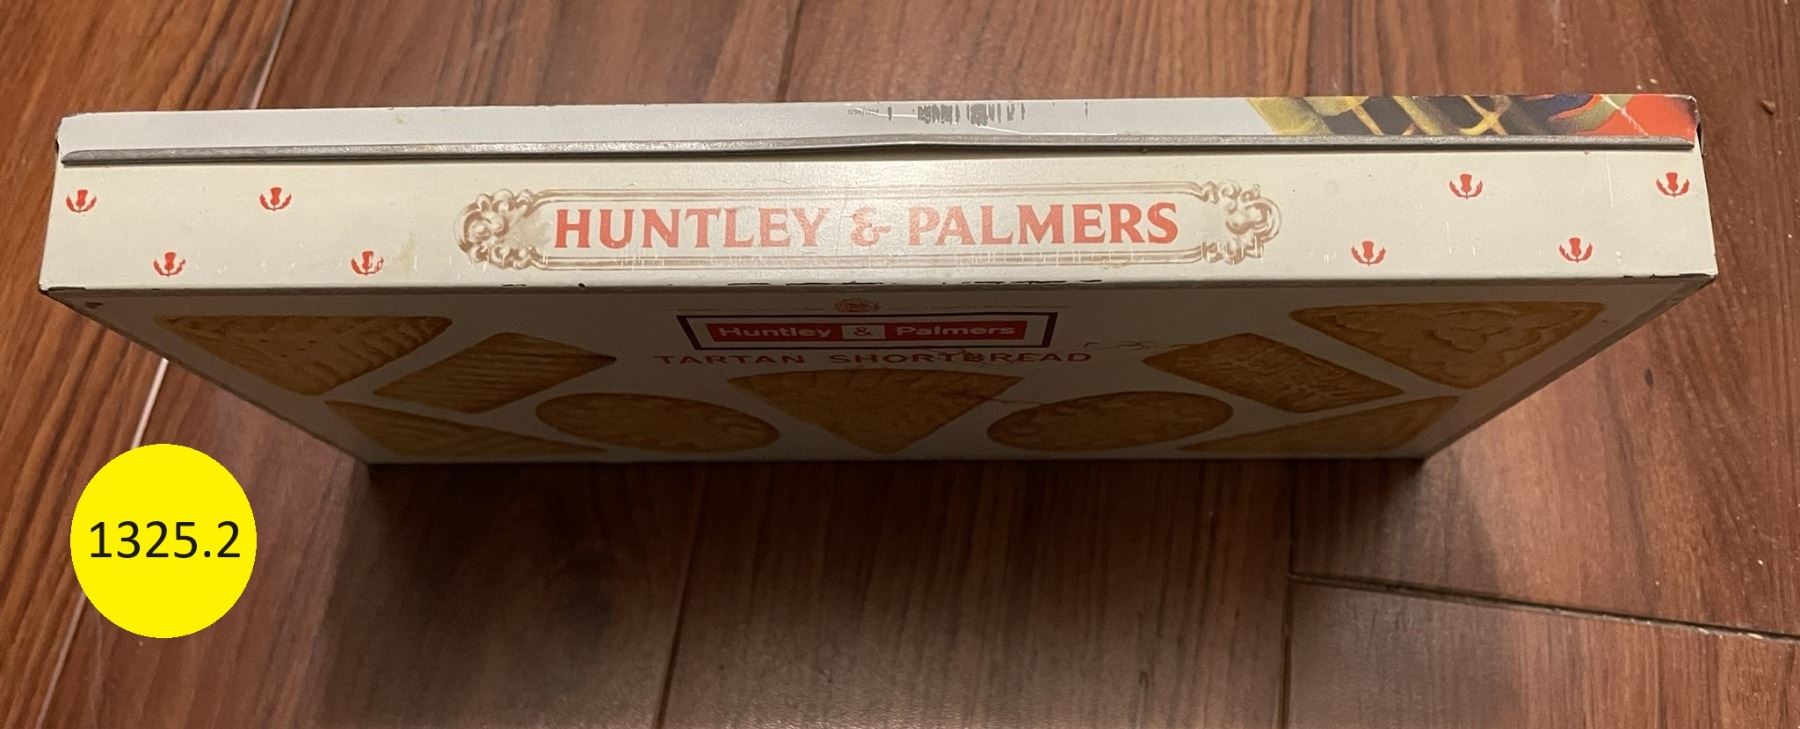 HUNTLEY & PALMERS
Huntley & Palmers
TARTAN SHORTBREAD
1325.2